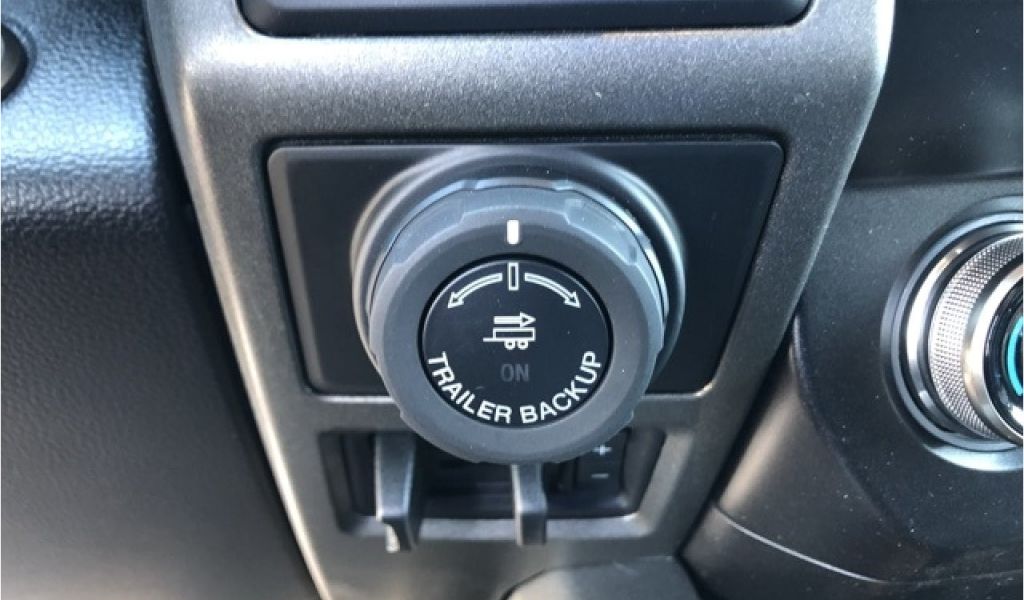 ON
TRAILER BACKUP
+
-